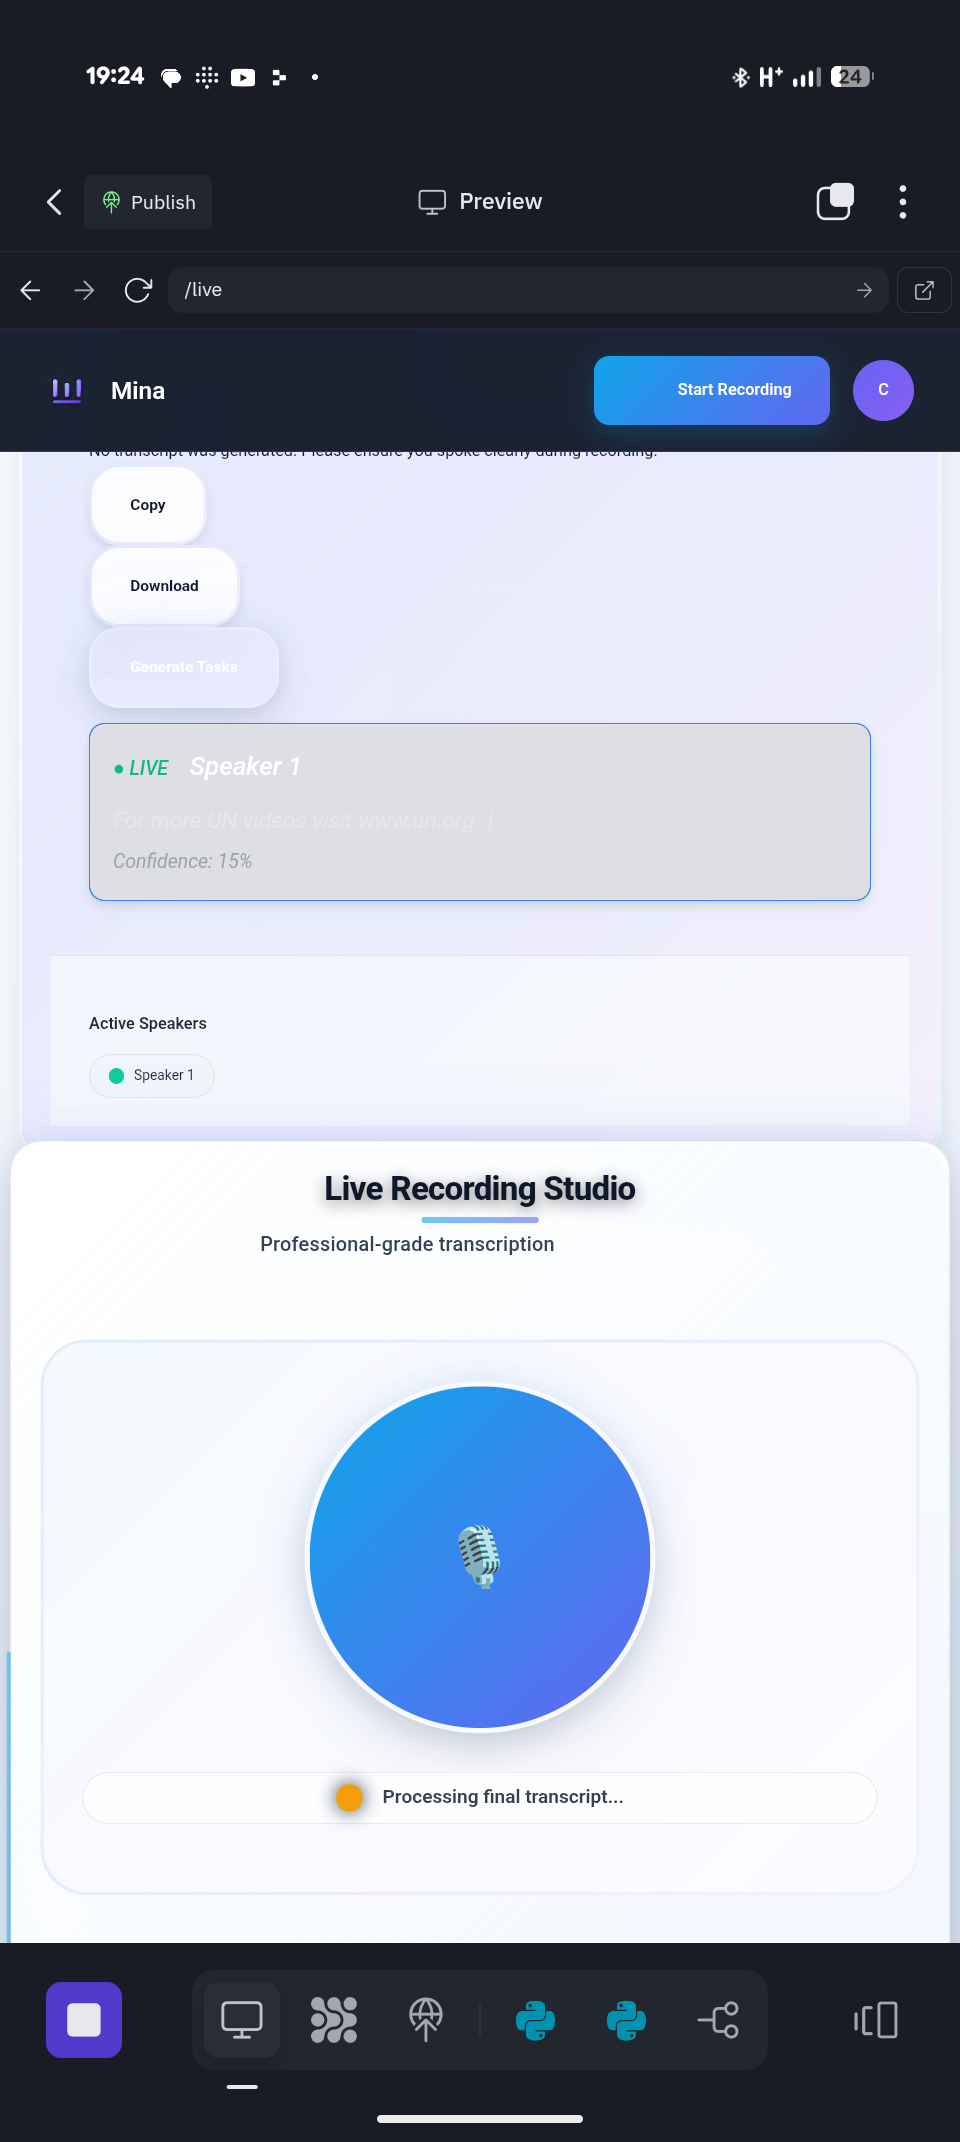 19:24
H+
24
Publish
Preview
/live
Mina
Start Recording
C
No transcript was generated. Please ensure you spoke clearly during recording.
Copy
Download
Generate Tasks
● LIVE Speaker 1
For more UN videos visit www.un.org |
Confidence: 15%
Active Speakers
Speaker 1
Live Recording Studio
Professional-grade transcription
Processing final transcript...